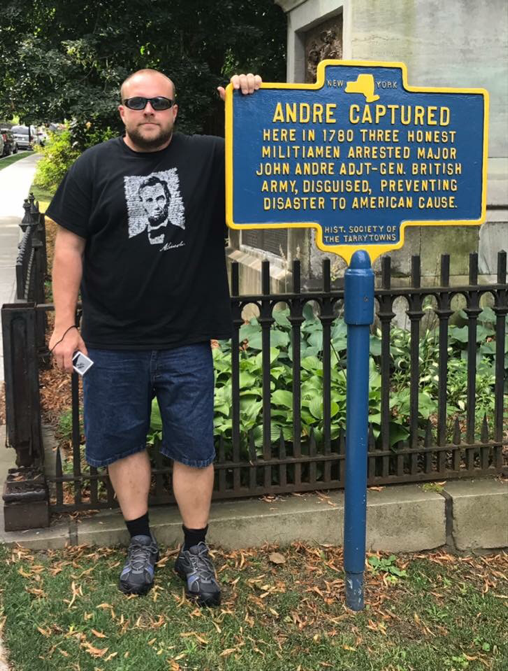 NEW YORK
ANDRE CAPTURED
HERE IN 1780 THREE HONEST
MILITIAMEN ARRESTED MAJOR
JOHN ANDRE ADJT-GEN. BRITISH
ARMY, DISGUISED, PREVENTING
DISASTER TO AMERICAN CAUSE.
HIST. SOCIETY OF
THE TARRYTOWNS